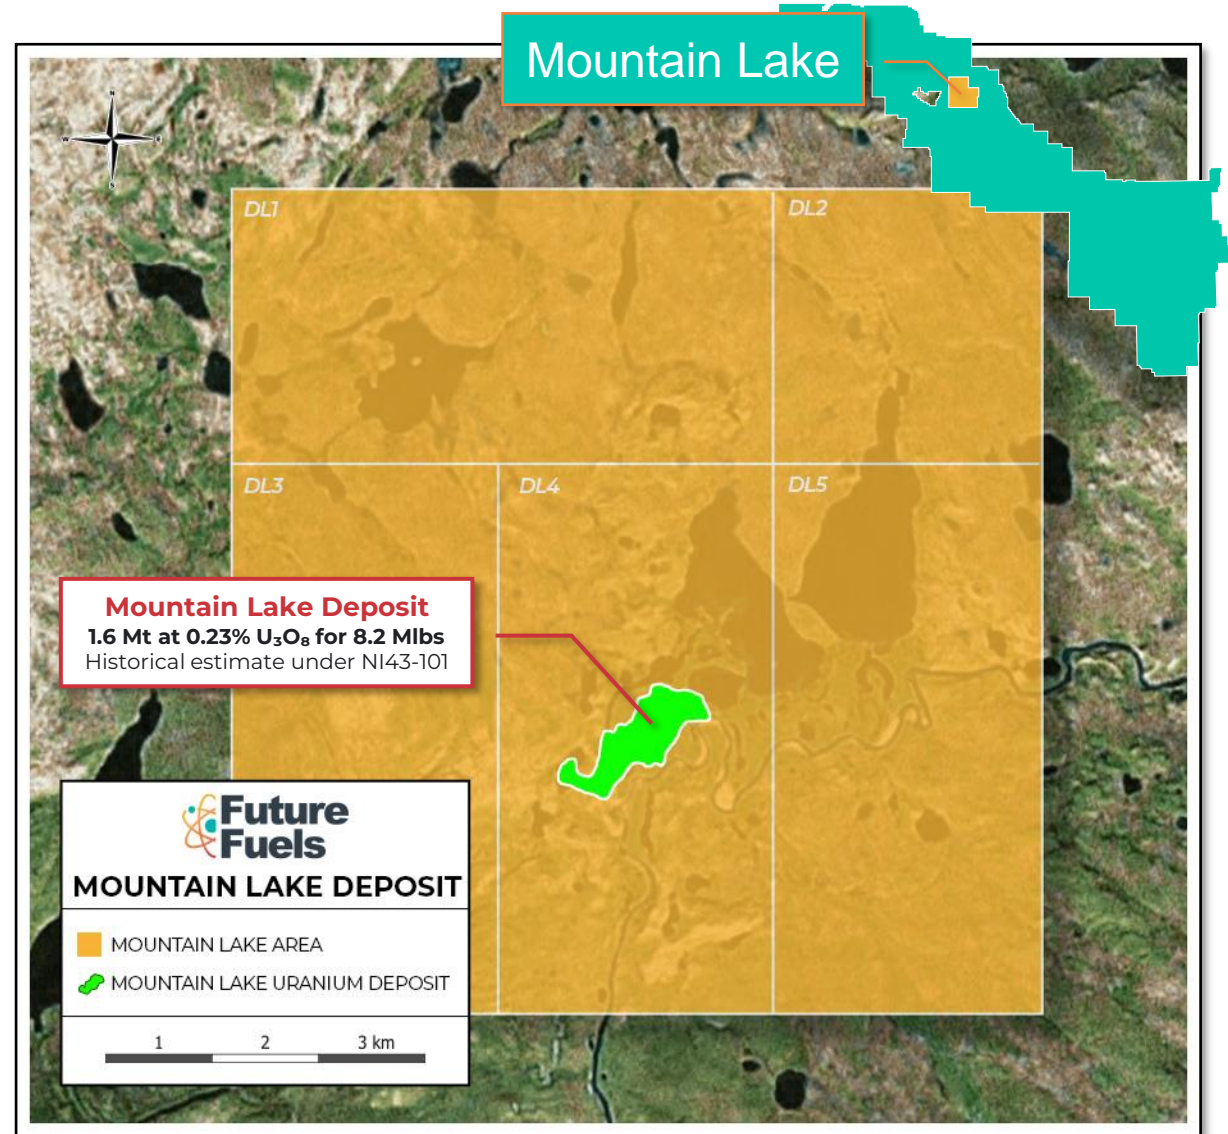 Mountain Lake
N
W
E
S
DL1
DL2
DL3
DL4
DL5
Mountain Lake Deposit
1.6 Mt at 0.23% U₃O₈ for 8.2 Mlbs
Historical estimate under NI43-101
Future
Fuels
MOUNTAIN LAKE DEPOSIT
MOUNTAIN LAKE AREA
MOUNTAIN LAKE URANIUM DEPOSIT
1 2 3 km